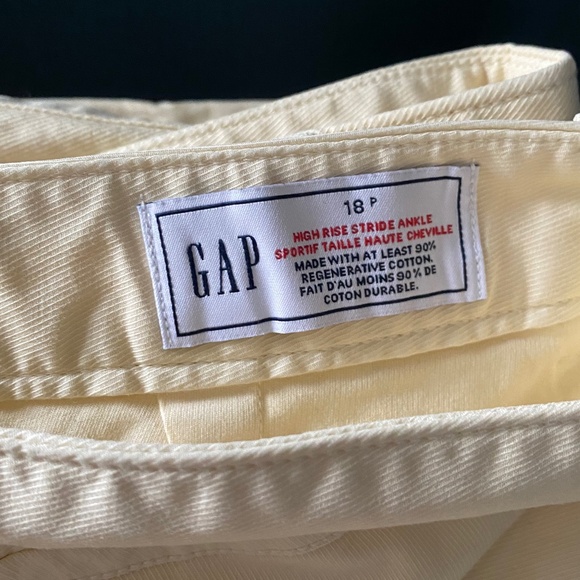 18 P
GAP
HIGH RISE STRIDE ANKLE
SPORTIF TAILLE HAUTE CHEVILLE
MADE WITH AT LEAST 90%
REGENERATIVE COTTON.
FAIT D'AU MOINS 90% DE
COTON DURABLE.